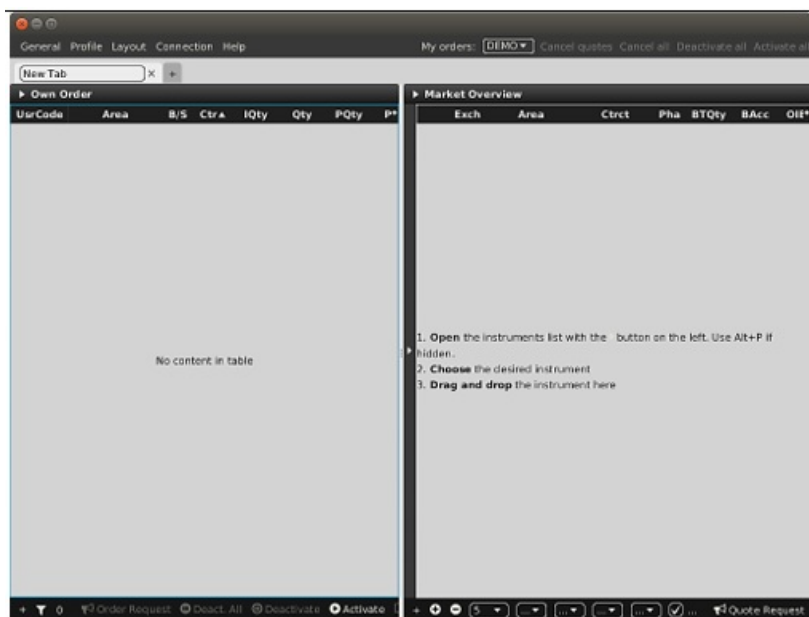 General Profile Layout Connection Help
My orders: DEMO Cancel quotes Cancel all Deactivate all Activate all
New Tab × +
Own Order
UsrCode Area B/S Ctr IQty Qty PQty P*
No content in table
+ 0 Order Request Deact. All Deactivate Activate
Market Overview
Exch Area Ctrct Pha BTQty BAcc
1. Open the instruments list with the button on the left. Use Alt+P if
hidden.
2. Choose the desired instrument
3. Drag and drop the instrument here
+ 5 ... ... ... ... ... Quote Request